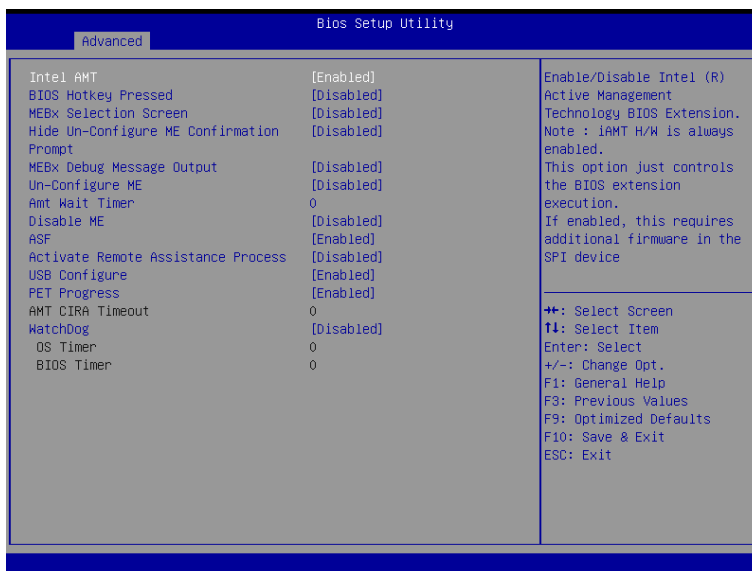 Bios Setup Utility
Advanced
Intel AMT [Enabled]
BIOS Hotkey Pressed [Disabled]
MEBx Selection Screen [Disabled]
Hide Un-Configure ME Confirmation [Disabled]
Prompt
MEBx Debug Message Output [Disabled]
Un-Configure ME [Disabled]
Amt Wait Timer 0
Disable ME [Disabled]
ASF [Enabled]
Activate Remote Assistance Process [Disabled]
USB Configure [Enabled]
PET Progress [Enabled]
AMT CIRA Timeout 0
WatchDog [Disabled]
OS Timer 0
BIOS Timer 0
Enable/Disable Intel (R)
Active Management
Technology BIOS Extension.
Note : iAMT H/W is always
enabled.
This option just controls
the BIOS extension
execution.
If enabled, this requires
additional firmware in the
SPI device
→←: Select Screen
↑↓: Select Item
Enter: Select
+/-: Change Opt.
F1: General Help
F3: Previous Values
F9: Optimized Defaults
F10: Save & Exit
ESC: Exit